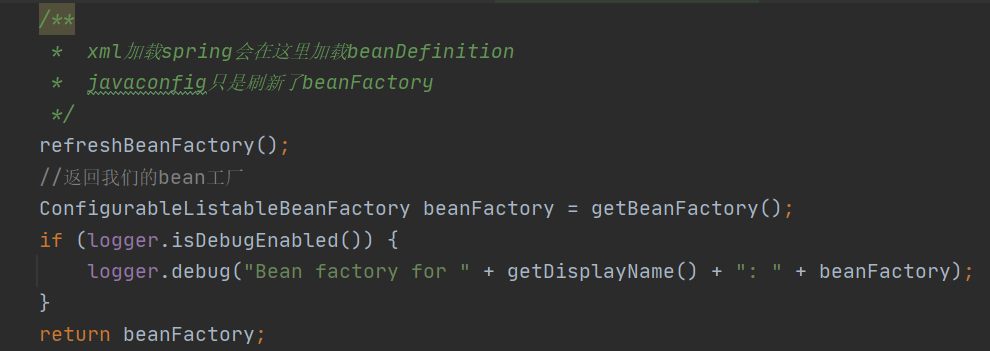 /**
 *  xml加载spring会在这里加载beanDefinition
 *  javaconfig只是刷新了beanFactory
 */
refreshBeanFactory();
//返回我们的bean工厂
ConfigurableListableBeanFactory beanFactory = getBeanFactory();
if (logger.isDebugEnabled()) {
    logger.debug("Bean factory for " + getDisplayName() + ": " + beanFactory);
}
return beanFactory;